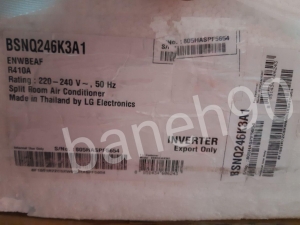 BSNQ246K3A1
ENWBEAF
R410A
Rating : 220 - 240 V ~ , 50 Hz
Split Room Air Conditioner
Made in Thailand by LG Electronics
INVERTER
Export Only
BSNQ246K3A1
banehop